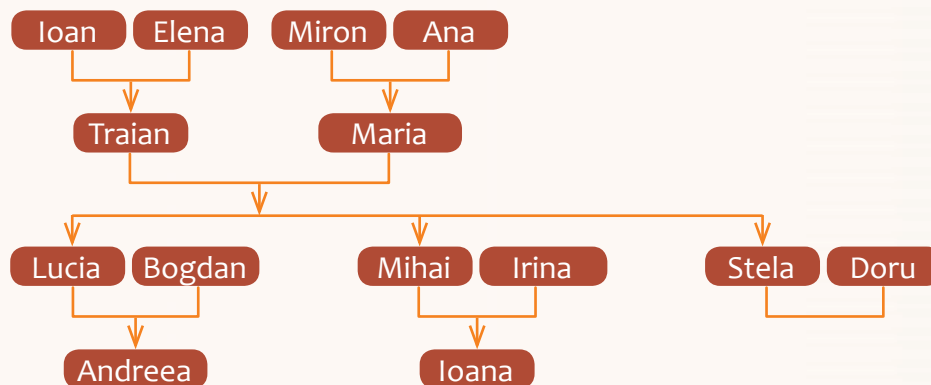 Ioan Elena Miron Ana
Traian Maria
Lucia Bogdan Mihai Irina Stela Doru
Andreea Ioana